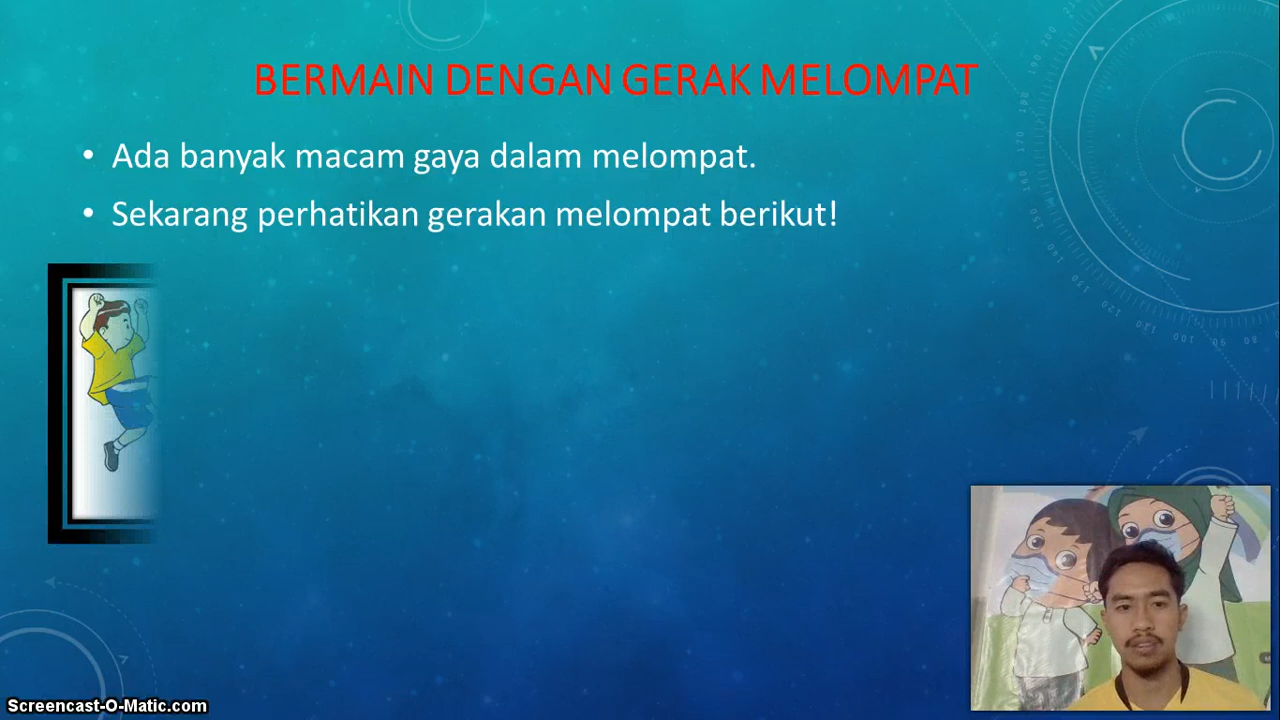 BERMAIN DENGAN GERAK MELOMPAT
• Ada banyak macam gaya dalam melompat.
• Sekarang perhatikan gerakan melompat berikut!
Screencast-O-Matic.com